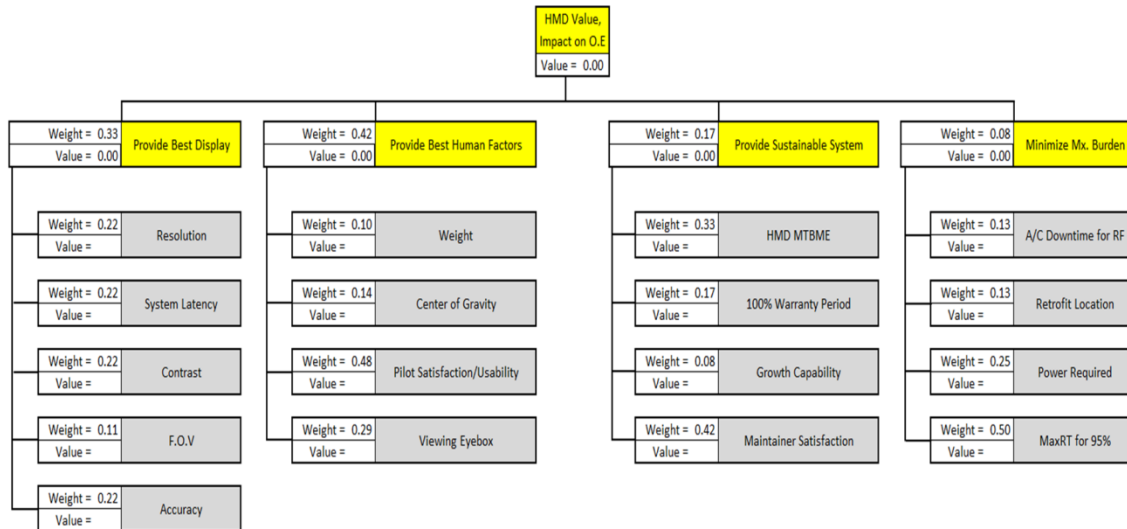 HMD Value,
Impact on O.E
Value = 0.00
Weight = 0.33
Value = 0.00
Provide Best Display
Weight = 0.42
Value = 0.00
Provide Best Human Factors
Weight = 0.17
Value = 0.00
Provide Sustainable System
Weight = 0.08
Value = 0.00
Minimize Mx. Burden
Weight = 0.22
Value =
Resolution
Weight = 0.22
Value =
System Latency
Weight = 0.22
Value =
Contrast
Weight = 0.11
Value =
F.O.V
Weight = 0.22
Value =
Accuracy
Weight = 0.10
Value =
Weight
Weight = 0.14
Value =
Center of Gravity
Weight = 0.48
Value =
Pilot Satisfaction/Usability
Weight = 0.29
Value =
Viewing Eyebox
Weight = 0.33
Value =
HMD MTBME
Weight = 0.17
Value =
100% Warranty Period
Weight = 0.08
Value =
Growth Capability
Weight = 0.42
Value =
Maintainer Satisfaction
Weight = 0.13
Value =
A/C Downtime for RF
Weight = 0.13
Value =
Retrofit Location
Weight = 0.25
Value =
Power Required
Weight = 0.50
Value =
MaxRT for 95%